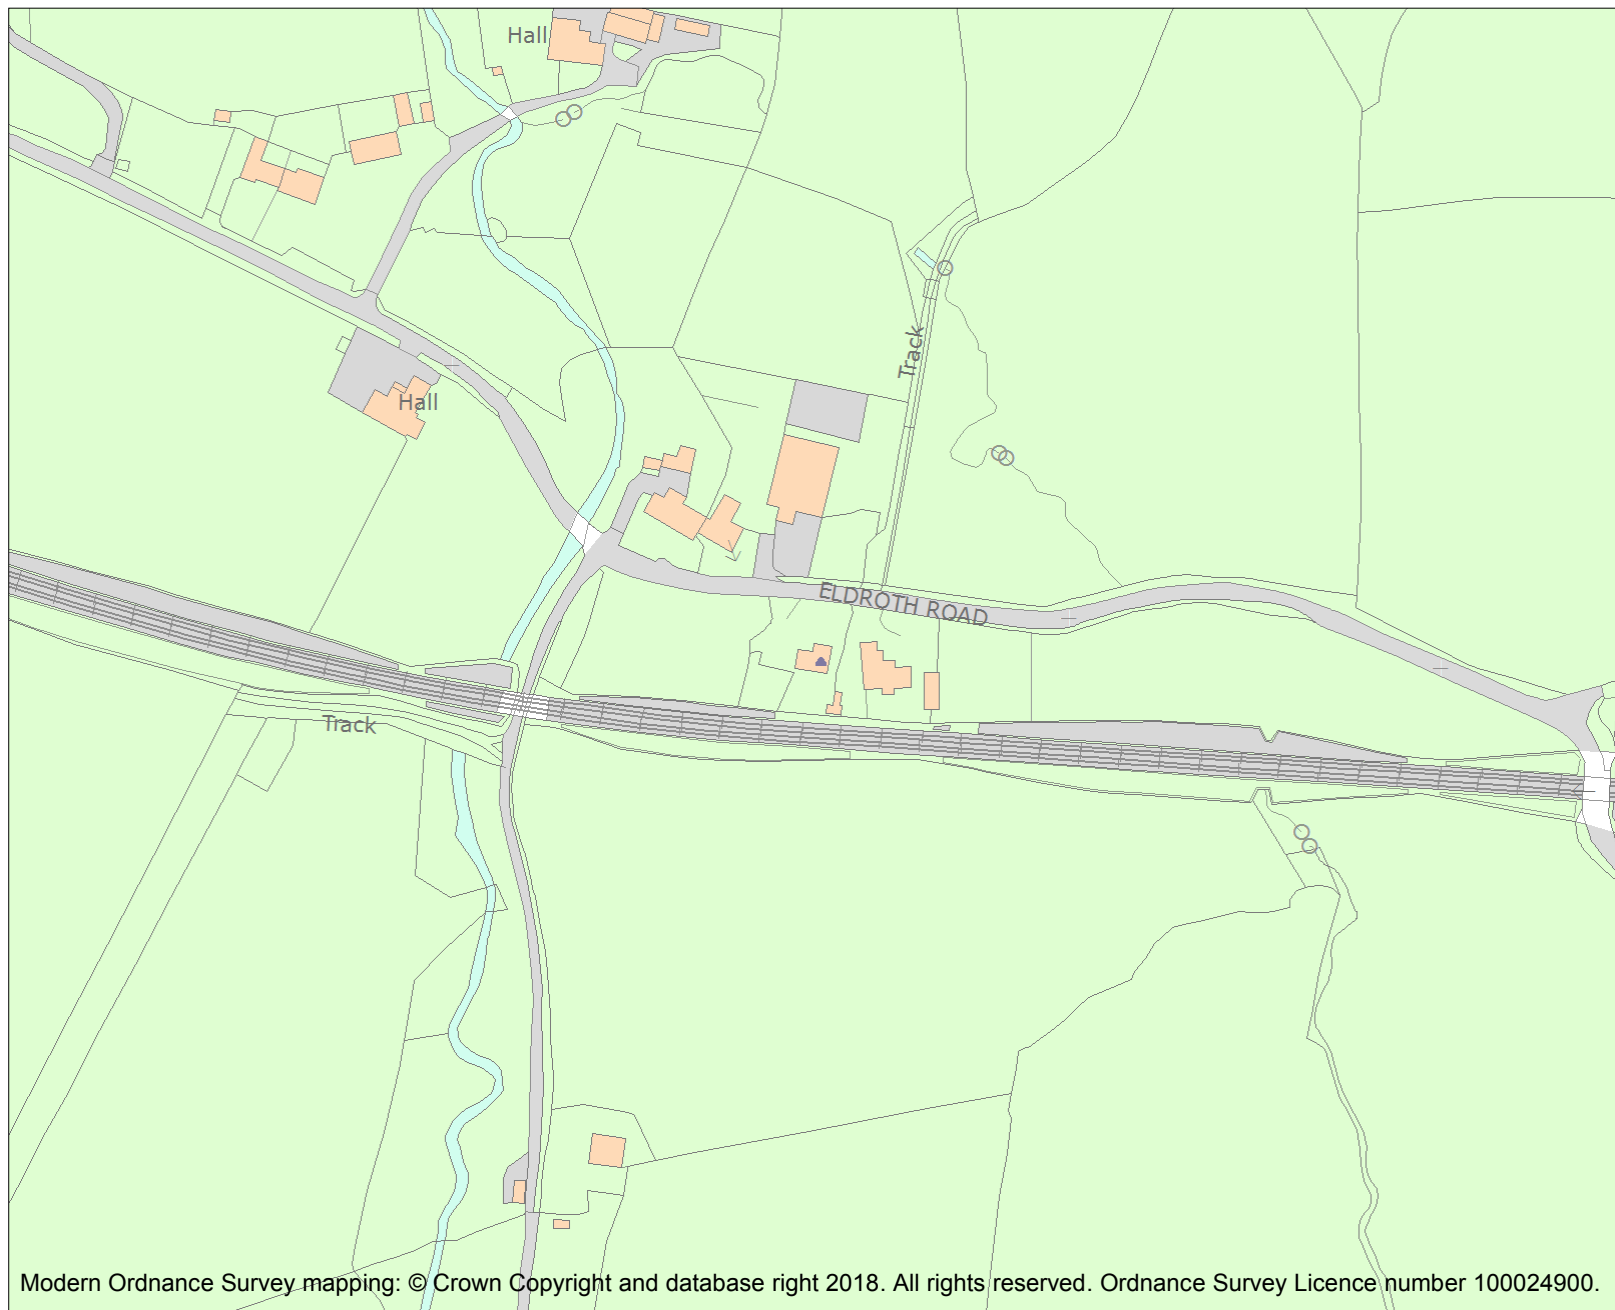 Hall
Track
Hall
ELDROTH ROAD
Track
Modern Ordnance Survey mapping: © Crown Copyright and database right 2018. All rights reserved. Ordnance Survey Licence number 100024900.